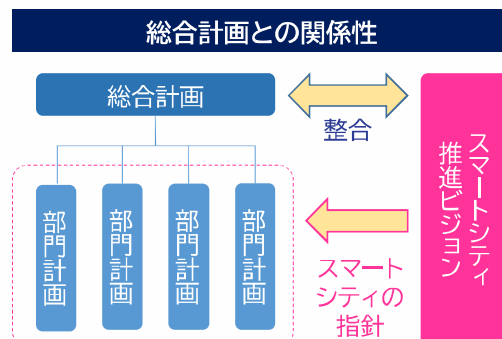 総合計画との関係性
総合計画
整合
スマートシティ
推進ビジョン
部門計画
部門計画
部門計画
部門計画
スマート
シティの
指針